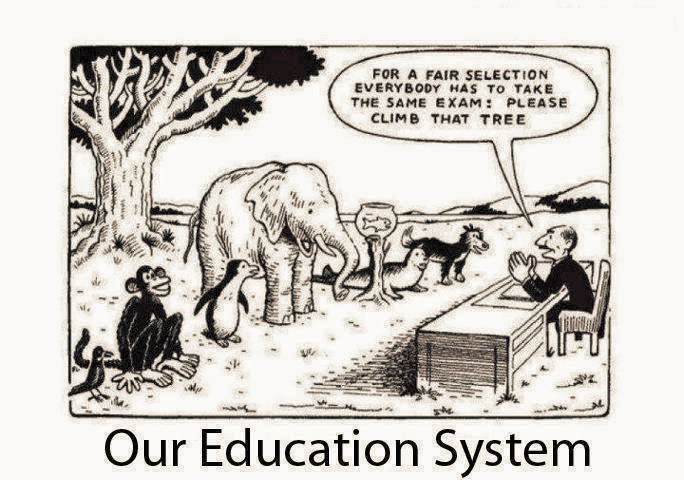 FOR A FAIR SELECTION
EVERYBODY HAS TO TAKE
THE SAME EXAM: PLEASE
CLIMB THAT TREE
Our Education System